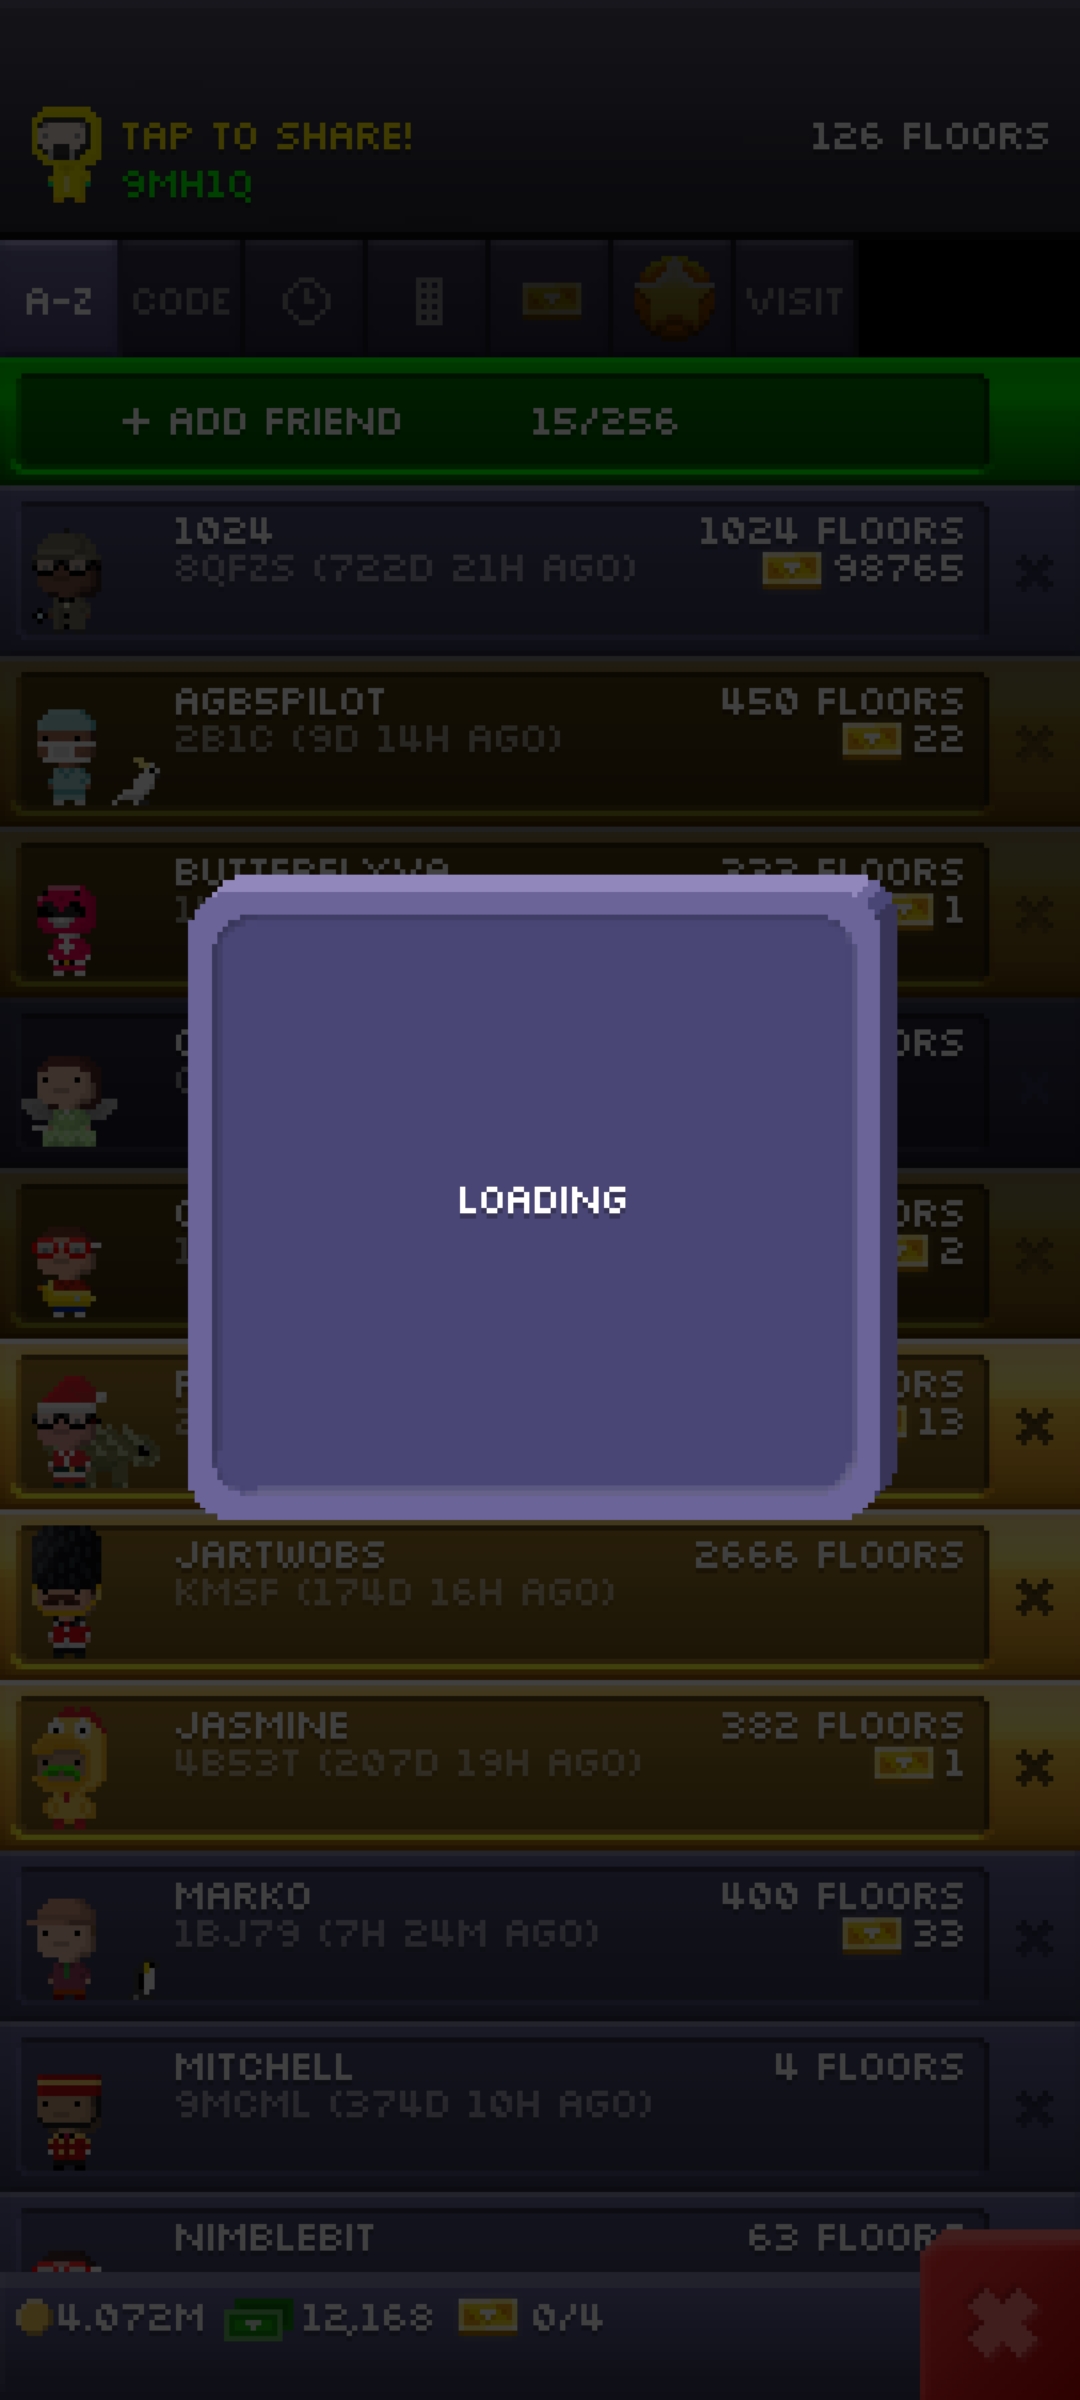 TAP TO SHARE!
126 FLOORS
9MH1Q
A-Z CODE VISIT
+ ADD FRIEND 15/256
1024 1024 FLOORS
8QFZS (722D 21H AGO) 98765
AGB5PILOT 450 FLOORS
2B1C (9D 14H AGO) 22
FLOORS
1
2
13
LOADING
JARTWOBS 2666 FLOORS
KMSF (174D 16H AGO)
JASMINE 382 FLOORS
4B53T (207D 19H AGO) 1
MARKO 400 FLOORS
1BJ79 (7H 24M AGO) 33
MITCHELL 4 FLOORS
9MCML (374D 10H AGO)
NIMBLEBIT 63 FLOORS
4.072M 12,168 0/4